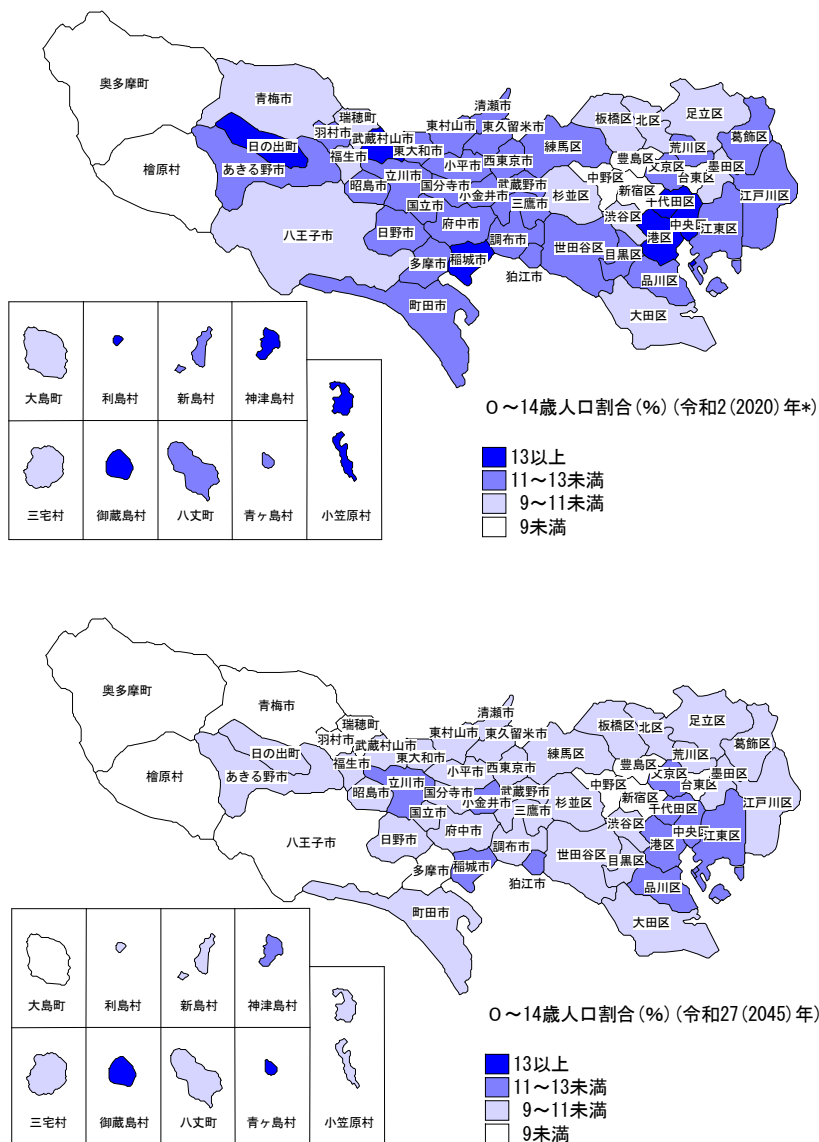 奥多摩町
青梅市
瑞穂町
羽村市
日の出町
あきる野市
檜原村
福生市
武蔵村山市
東大和市
東村山市
清瀬市
東久留米市
小平市
西東京市
昭島市
立川市
国分寺市
小金井市
武蔵野市
三鷹市
国立市
府中市
調布市
日野市
八王子市
多摩市
稲城市
狛江市
町田市
練馬区
板橋区
北区
足立区
葛飾区
荒川区
豊島区
文京区
墨田区
台東区
中野区
新宿区
杉並区
千代田区
江戸川区
渋谷区
中央区
江東区
港区
世田谷区
目黒区
品川区
大田区
大島町
利島村
新島村
神津島村
三宅村
御蔵島村
八丈町
青ヶ島村
小笠原村
0～14歳人口割合(%)(令和2(2020)年*)
13以上
11～13未満
9～11未満
9未満
奥多摩町
青梅市
瑞穂町
羽村市
日の出町
あきる野市
檜原村
福生市
武蔵村山市
東大和市
東村山市
清瀬市
東久留米市
小平市
西東京市
昭島市
立川市
国分寺市
小金井市
武蔵野市
三鷹市
国立市
府中市
調布市
日野市
八王子市
多摩市
稲城市
狛江市
町田市
練馬区
板橋区
北区
足立区
葛飾区
荒川区
豊島区
文京区
墨田区
台東区
中野区
新宿区
杉並区
千代田区
江戸川区
渋谷区
中央区
江東区
港区
世田谷区
目黒区
品川区
大田区
大島町
利島村
新島村
神津島村
三宅村
御蔵島村
八丈町
青ヶ島村
小笠原村
0～14歳人口割合(%)(令和27(2045)年)
13以上
11～13未満
9～11未満
9未満